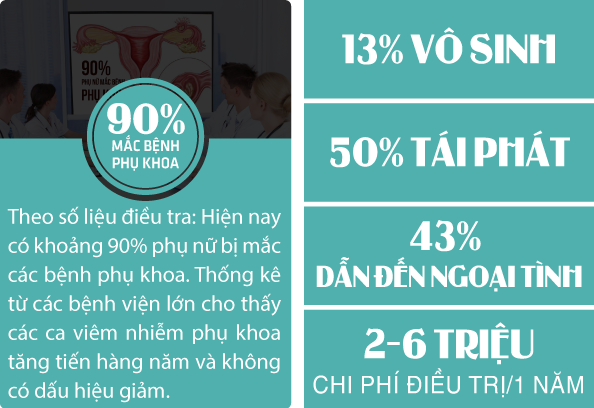 90%
PHỤ NỮ MẮC BỆNH
PHỤ KHOA
90%
MẮC BỆNH
PHỤ KHOA
Theo số liệu điều tra: Hiện nay
có khoảng 90% phụ nữ bị mắc
các bệnh phụ khoa. Thống kê
từ các bệnh viện lớn cho thấy
các ca viêm nhiễm phụ khoa
tăng tiến hàng năm và không
có dấu hiệu giảm.
13% VÔ SINH
50% TÁI PHÁT
43%
DẪN ĐẾN NGOẠI TÌNH
2-6 TRIỆU
CHI PHÍ ĐIỀU TRỊ/1 NĂM